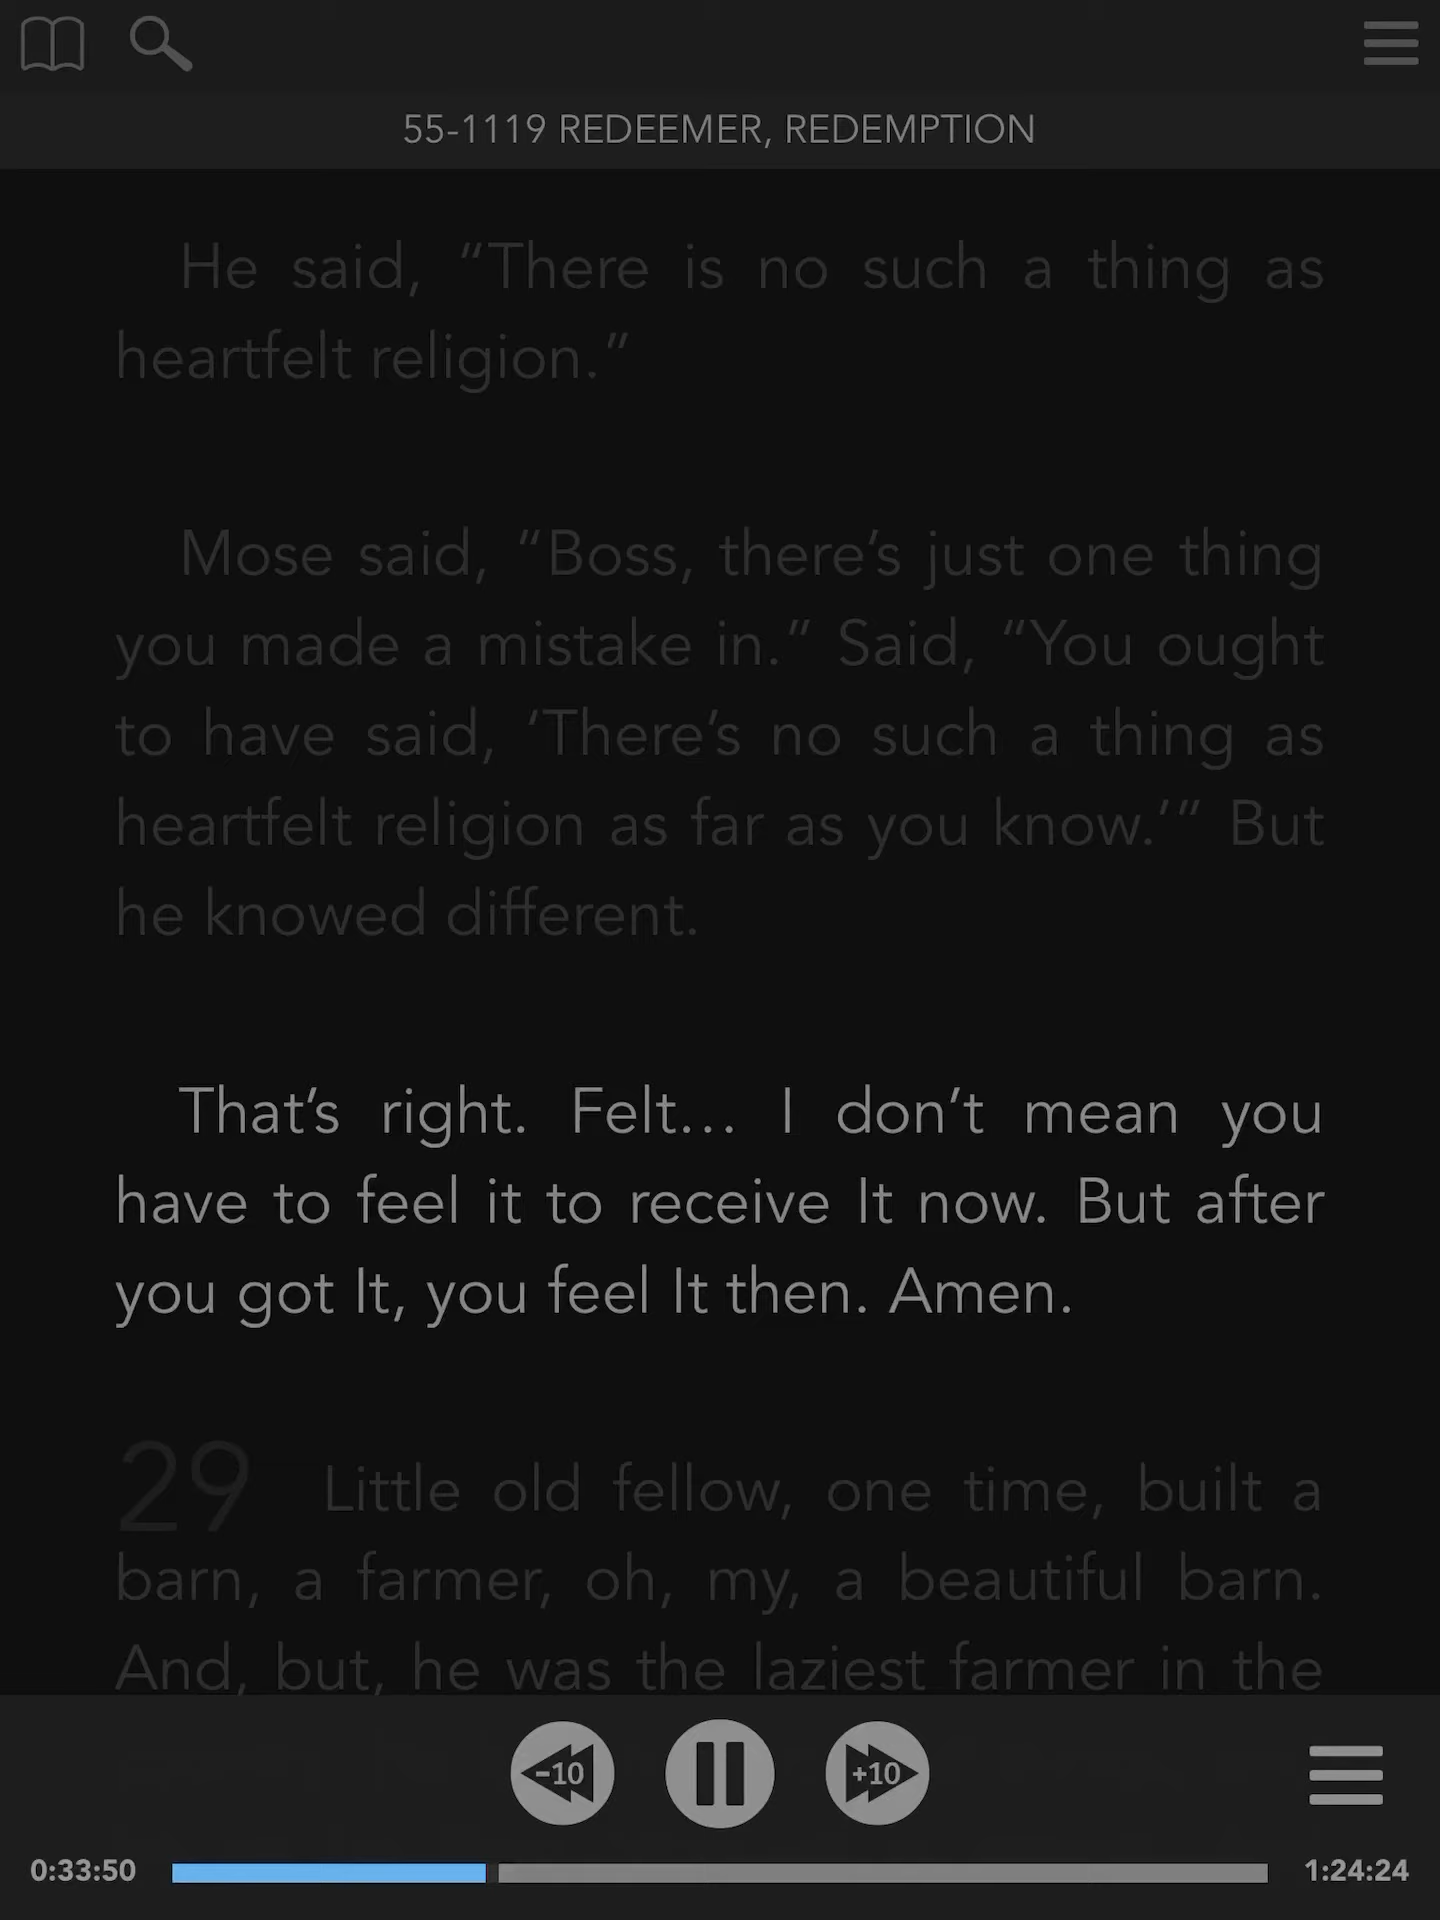 55-1119 REDEEMER, REDEMPTION
He said, “There is no such a thing as
heartfelt religion.”
Mose said, “Boss, there’s just one thing
you made a mistake in.” Said, “You ought
to have said, ‘There’s no such a thing as
heartfelt religion as far as you know.’” But
he knowed different.
That’s right. Felt… I don’t mean you
have to feel it to receive It now. But after
you got It, you feel It then. Amen.
29 Little old fellow, one time, built a
barn, a farmer, oh, my, a beautiful barn.
And, but, he was the laziest farmer in the
-10 +10
0:33:50 1:24:24